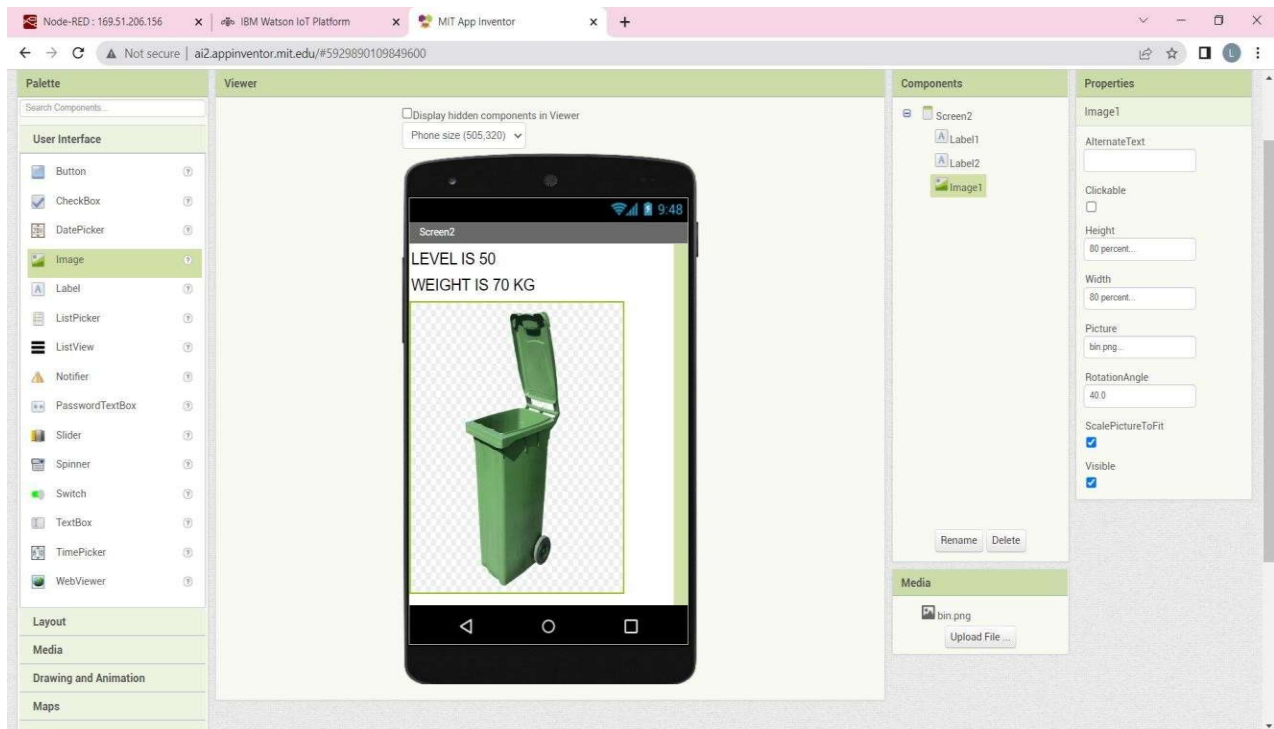 Node-RED : 169.51.206.156
IBM Watson IoT Platform
MIT App Inventor
Not secure | ai2.appinventor.mit.edu/#5929890109849600
L
Palette
Search Components...
User Interface
Button
CheckBox
DatePicker
Image
Label
ListPicker
ListView
Notifier
PasswordTextBox
Slider
Spinner
Switch
TextBox
TimePicker
WebViewer
Layout
Media
Drawing and Animation
Maps
Viewer
Display hidden components in Viewer
Phone size (505,320)
9:48
Screen2
LEVEL IS 50
WEIGHT IS 70 KG
Components
Screen2
Label1
Label2
Image1
Rename Delete
Media
bin.png
Upload File ...
Properties
Image1
AlternateText
Clickable
Height
80 percent...
Width
80 percent...
Picture
bin.png...
RotationAngle
40.0
ScalePictureToFit
Visible